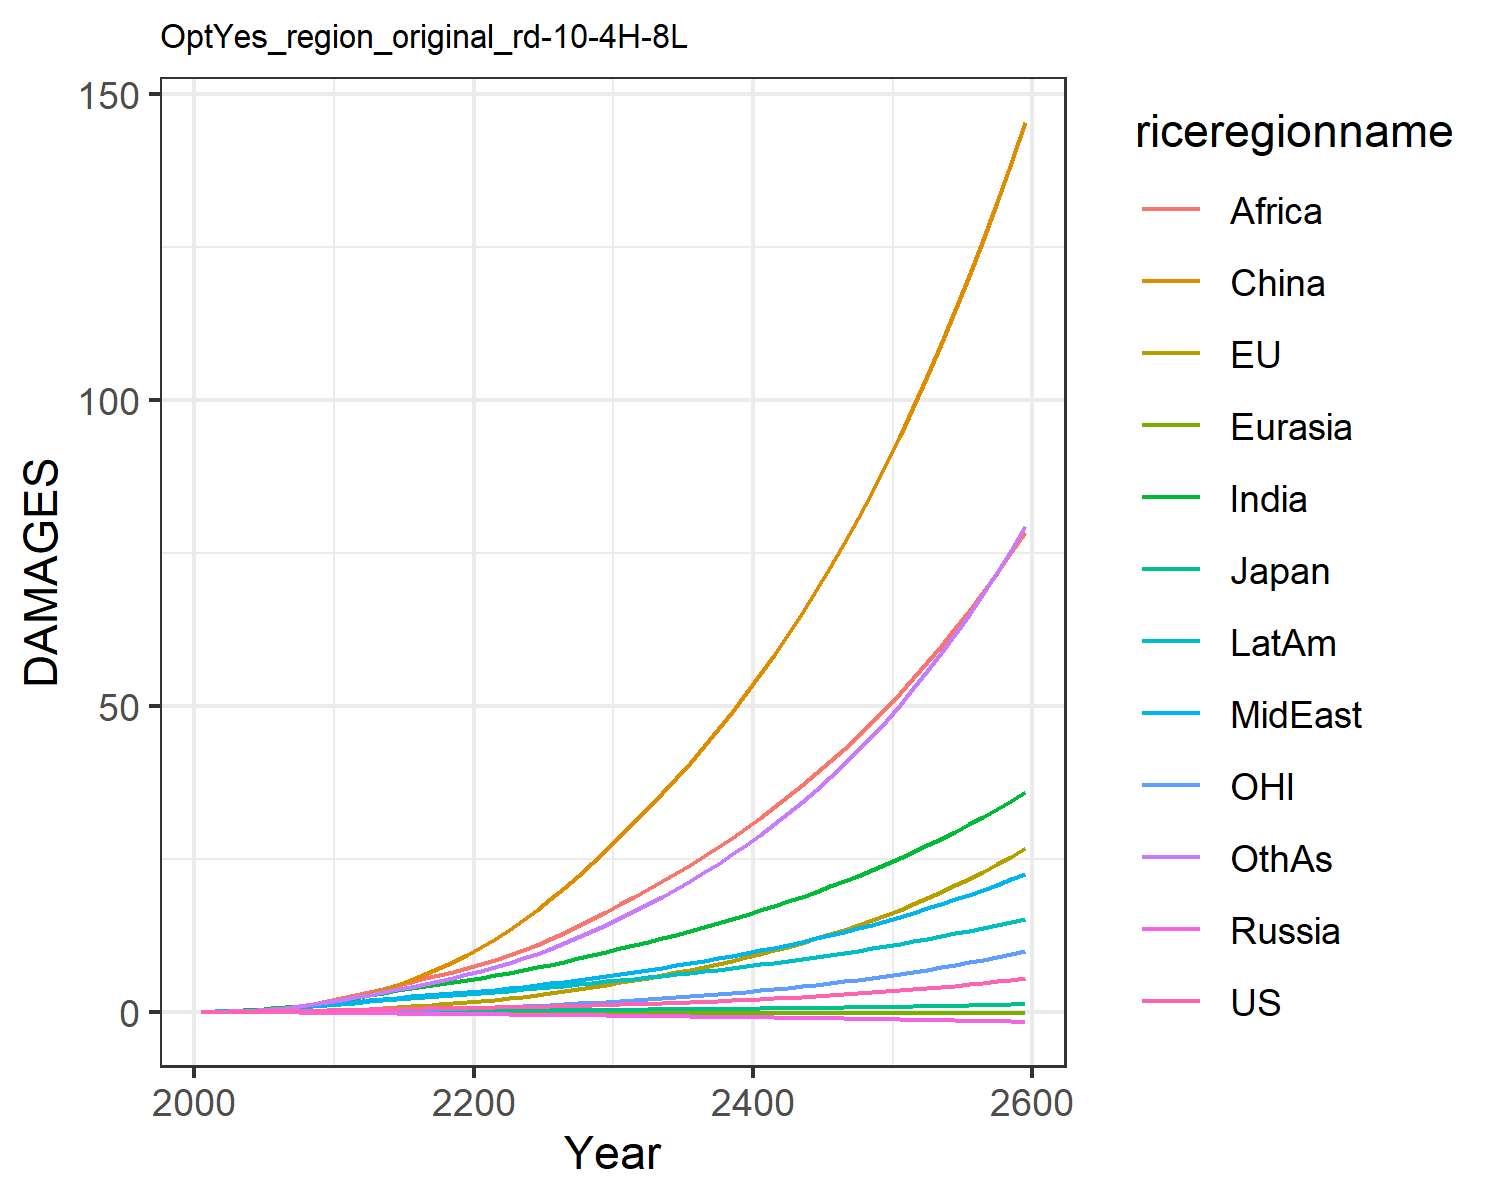 OptYes_region_original_rd-10-4H-8L
150
100
50
0
DAMAGES
2000
2200
2400
2600
Year
riceregionname
Africa
China
EU
Eurasia
India
Japan
LatAm
MidEast
OHI
OthAs
Russia
US